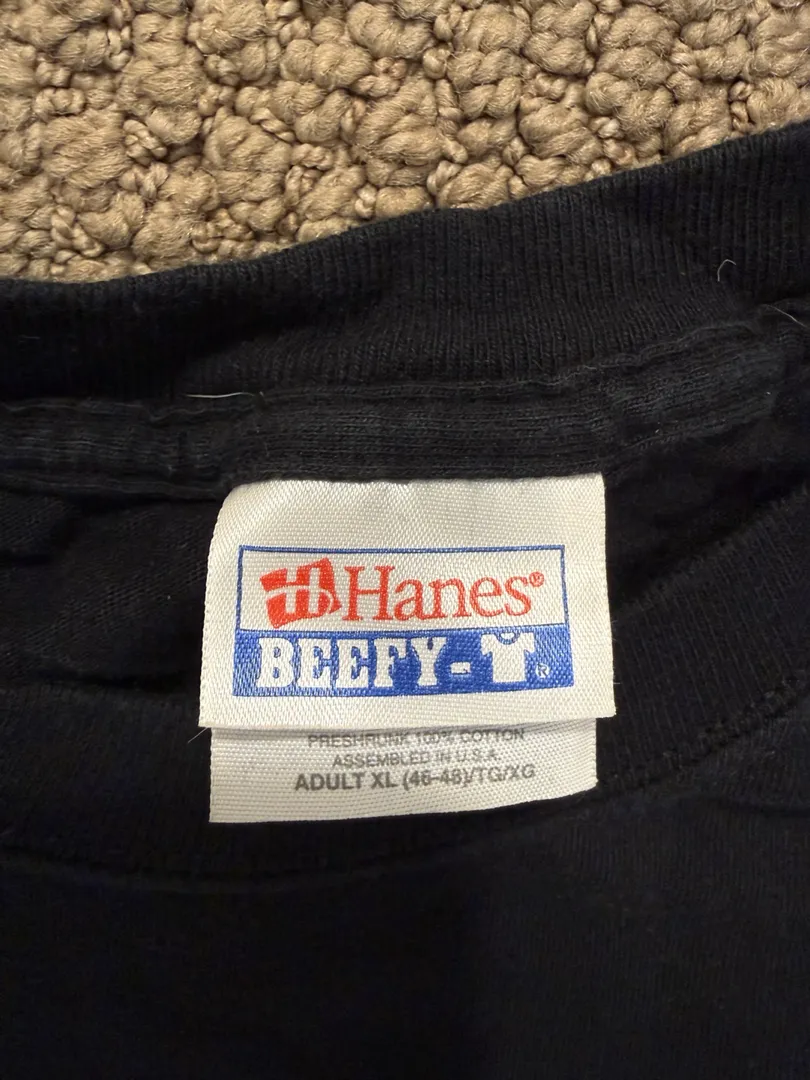 Hanes®
BEEFY-T®
PRESHRUNK 100% COTTON
ASSEMBLED IN U.S.A.
ADULT XL (46-48)/TG/XG